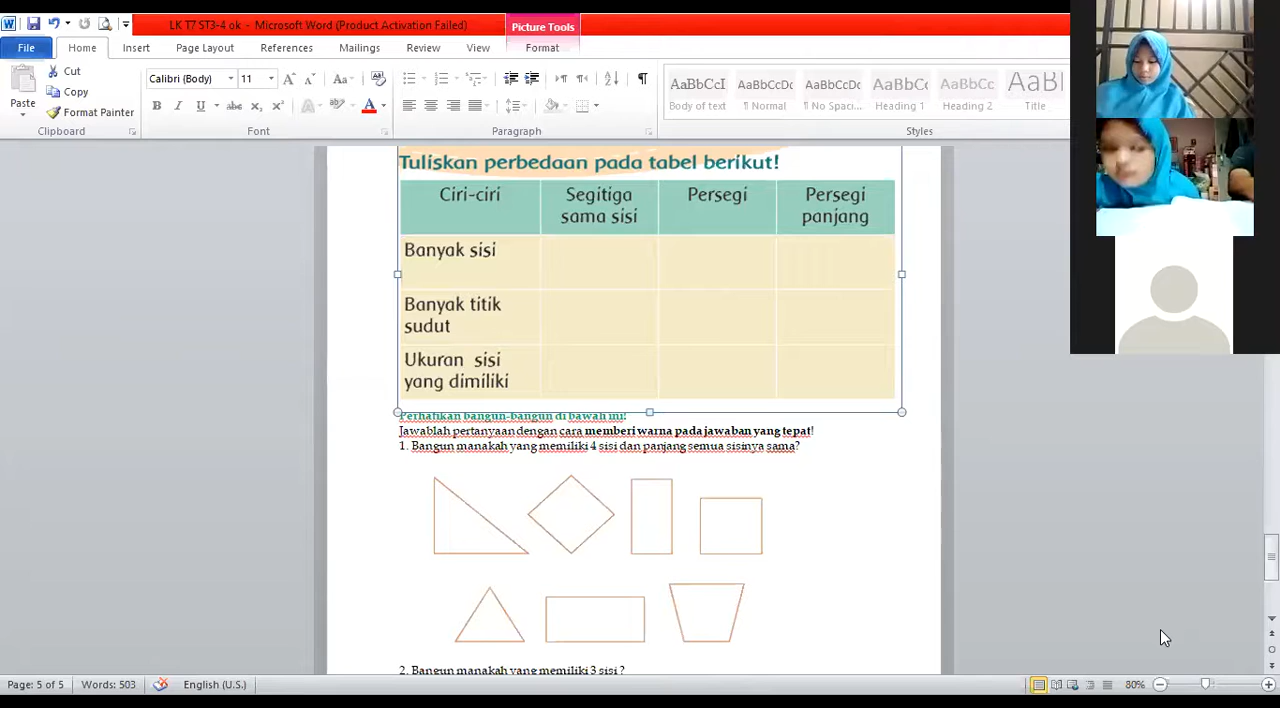 LK T7 ST3-4 ok - Microsoft Word (Product Activation Failed)
Picture Tools
File Home Insert Page Layout References Mailings Review View Format
Paste
Cut
Copy
Format Painter
Clipboard
Calibri (Body) 11
Font
Paragraph
AaBbCcI AaBbCcDc AaBbCcDc AaBbCc AaBbCc AaBl
Body of text ¶ Normal ¶ No Spaci... Heading 1 Heading 2 Title
Styles
Tuliskan perbedaan pada tabel berikut!
Ciri-ciri Segitiga sama sisi Persegi Persegi panjang
Banyak sisi
Banyak titik
sudut
Ukuran sisi
yang dimiliki
Perhatikan bangun-bangun di bawah ini!
Jawablah pertanyaan dengan cara memberi warna pada jawaban yang tepat!
1. Bangun manakah yang memiliki 4 sisi dan panjang semua sisinya sama?
2. Bangun manakah yang memiliki 3 sisi ?
Page: 5 of 5 Words: 503 English (U.S.) 80%